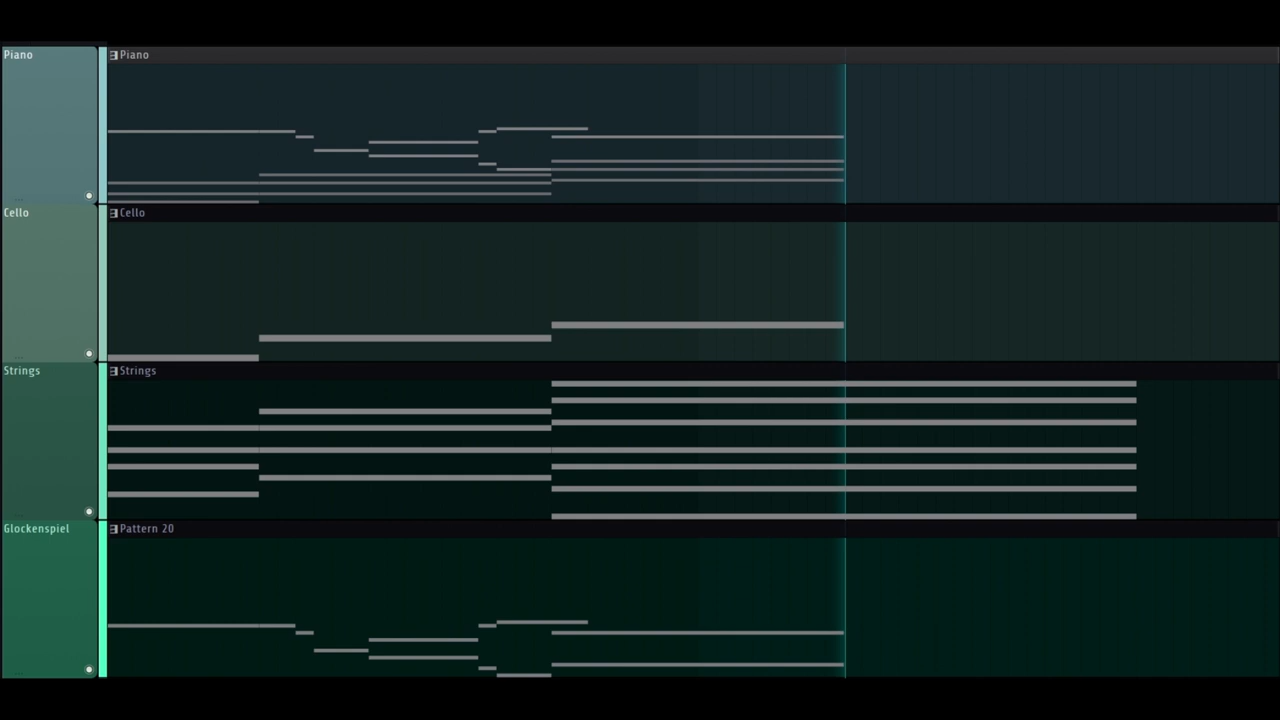 Piano
Piano
Cello
Cello
Strings
Strings
Glockenspiel
Pattern 20